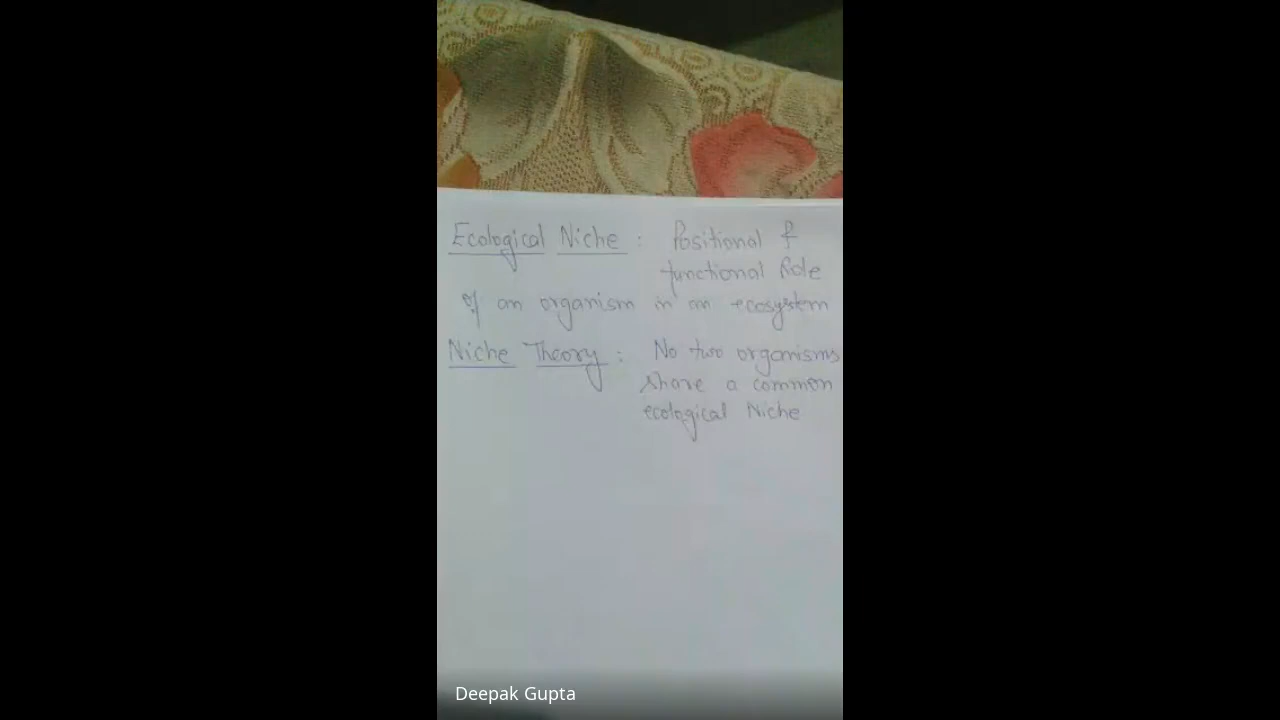 Ecological Niche : Positional &
functional Role
of an organism in an ecosystem
Niche Theory : No two organisms
share a common
ecological Niche
Deepak Gupta